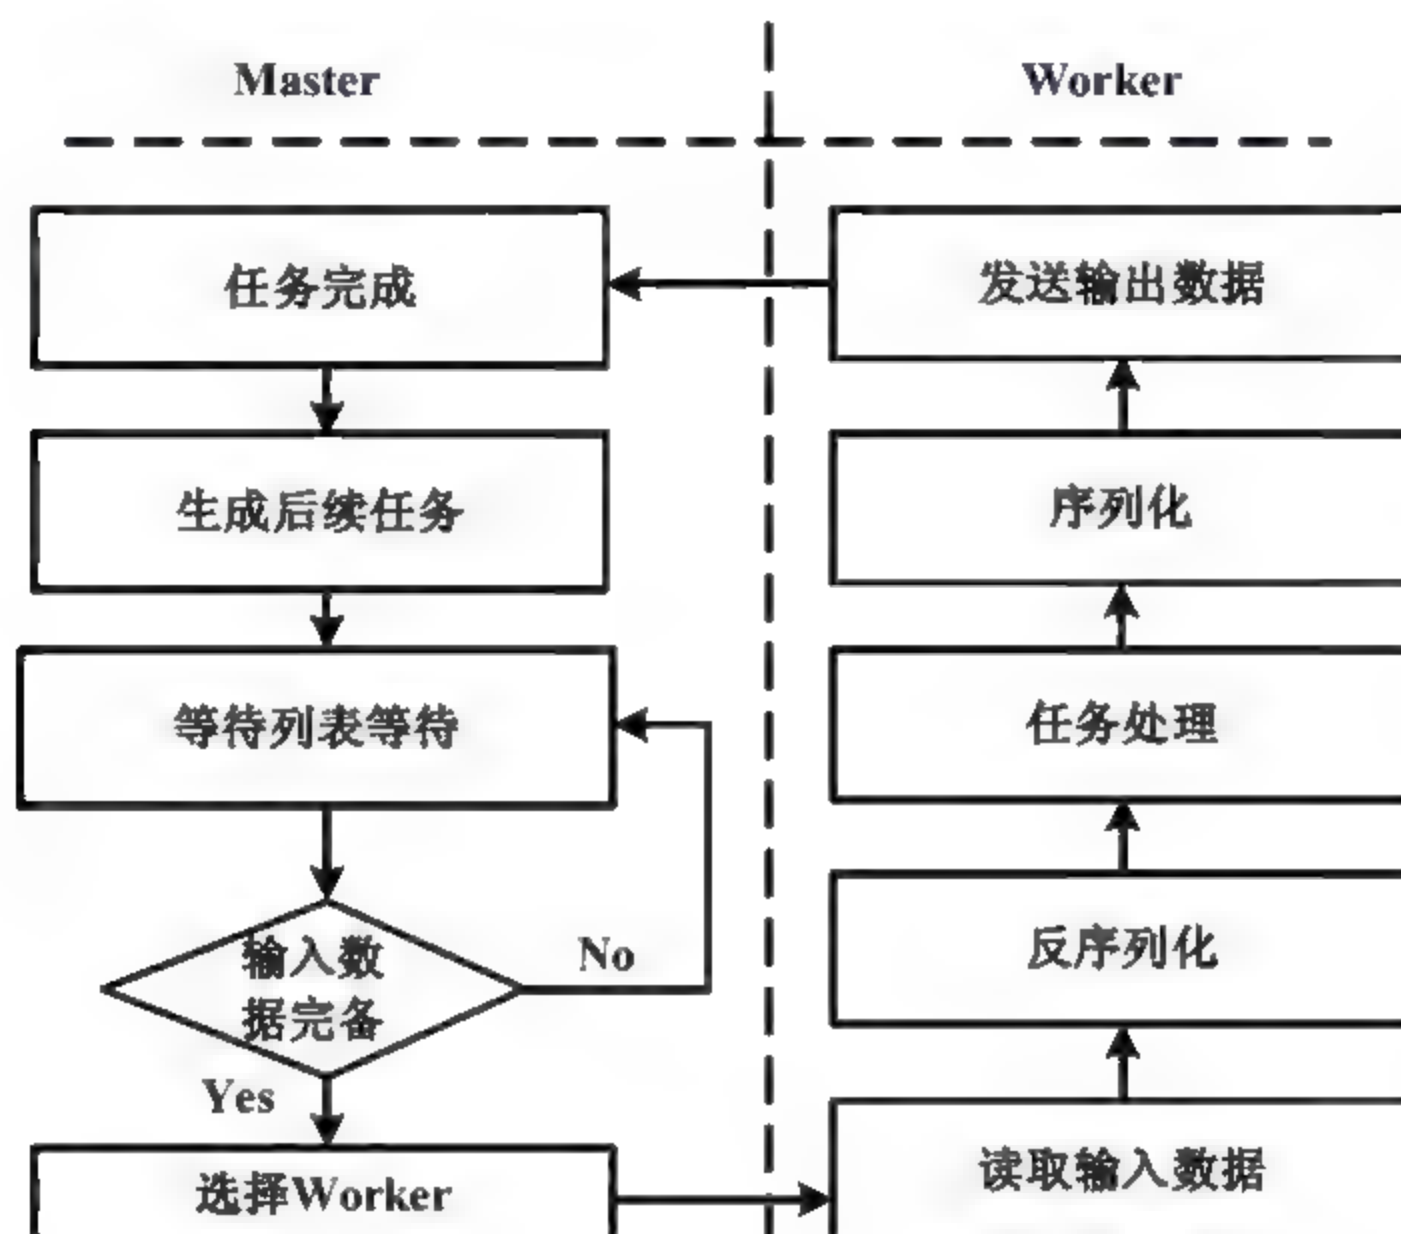 Master
Worker
任务完成
发送输出数据
生成后续任务
序列化
等待列表等待
任务处理
输入数
据完备
No
反序列化
Yes
选择Worker
读取输入数据